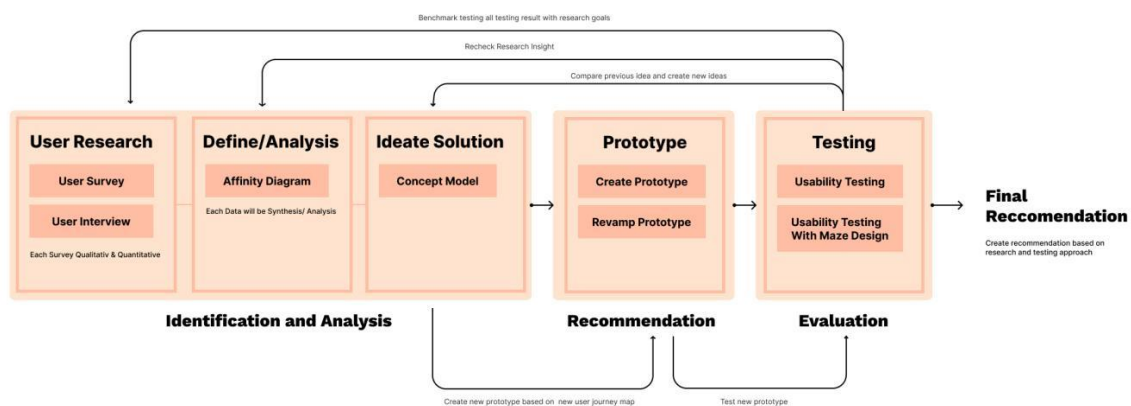 Benchmark testing all testing result with research goals
Recheck Research Insight
Compare previous idea and create new ideas
User Research
User Survey
User Interview
Each Survey Qualitativ & Quantitative
Define/Analysis
Affinity Diagram
Each Data will be Synthesis/ Analysis
Ideate Solution
Concept Model
Prototype
Create Prototype
Revamp Prototype
Testing
Usability Testing
Usability Testing
With Maze Design
Final
Reccomendation
Create recommendation based on
research and testing approach
Identification and Analysis
Recommendation
Evaluation
Create new prototype based on new user journey map
Test new prototype